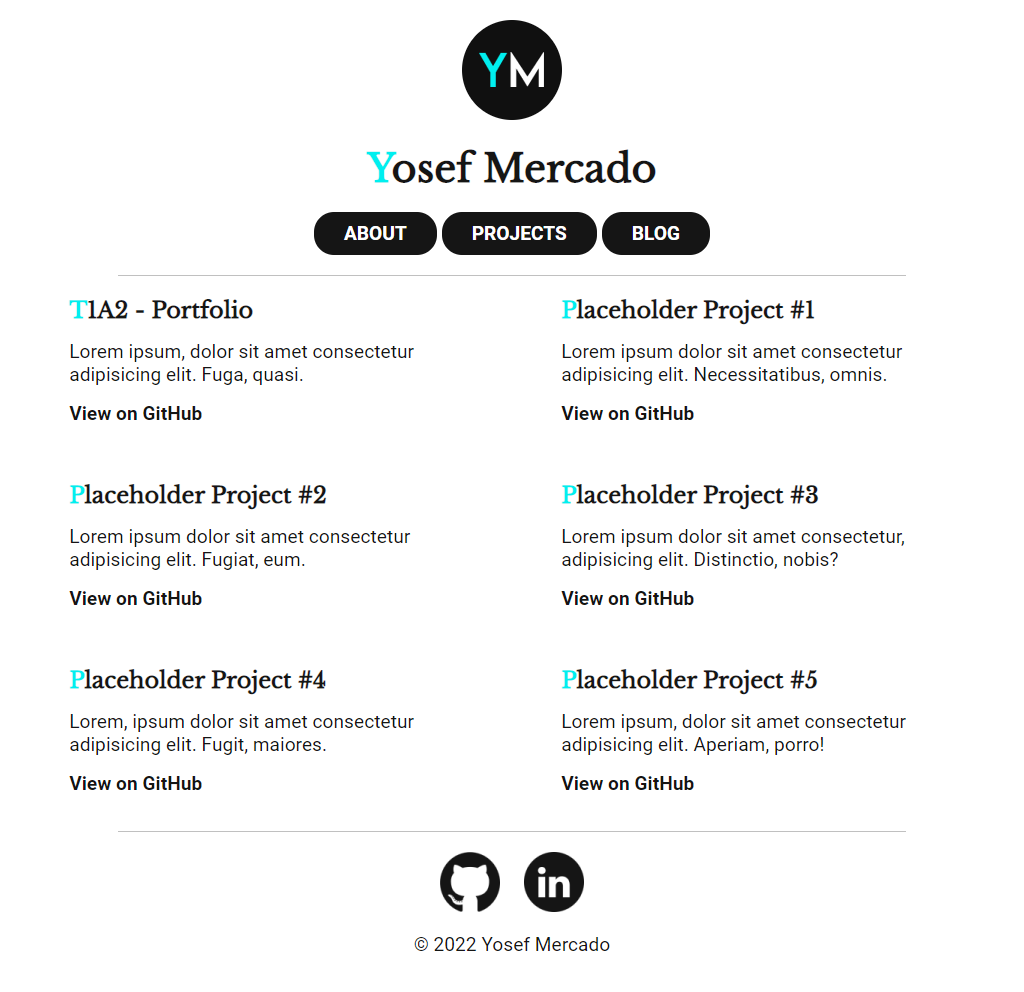 YM
Yosef Mercado
ABOUT PROJECTS BLOG
T1A2 - Portfolio
Lorem ipsum, dolor sit amet consectetur
adipisicing elit. Fuga, quasi.
View on GitHub
Placeholder Project #1
Lorem ipsum dolor sit amet consectetur
adipisicing elit. Necessitatibus, omnis.
View on GitHub
Placeholder Project #2
Lorem ipsum dolor sit amet consectetur
adipisicing elit. Fugiat, eum.
View on GitHub
Placeholder Project #3
Lorem ipsum dolor sit amet consectetur,
adipisicing elit. Distinctio, nobis?
View on GitHub
Placeholder Project #4
Lorem, ipsum dolor sit amet consectetur
adipisicing elit. Fugit, maiores.
View on GitHub
Placeholder Project #5
Lorem ipsum, dolor sit amet consectetur
adipisicing elit. Aperiam, porro!
View on GitHub
in
© 2022 Yosef Mercado